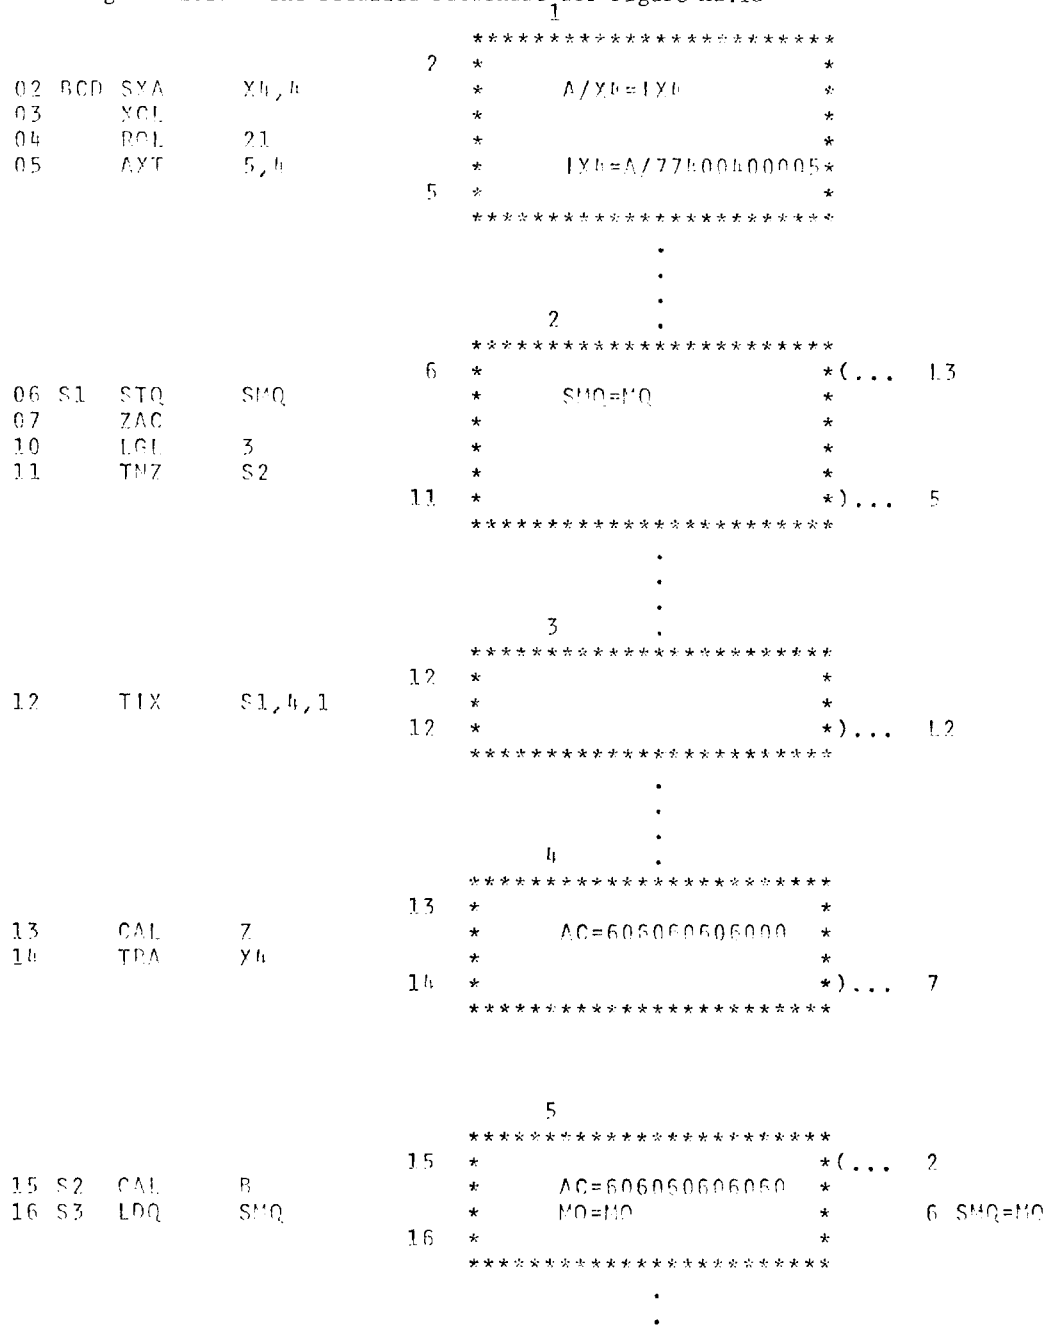 1
*************************
2 * *
02 BCD SXA X4,4 * A/X4=IX4 *
03 XCL * *
04 RQL 21 * *
05 AXT 5,4 * IX4=A/77400400005*
5 * *
*************************
.
.
.
2 .
*************************
6 * *(... L3
06 S1 STQ SMQ * SMQ=MQ *
07 ZAC * *
10 LGL 3 * *
11 TNZ S2 * *
11 * *)... 5
*************************
.
.
.
3 .
*************************
12 * *
12 TIX S1,4,1 * *
12 * *)... L2
*************************
.
.
.
4 .
*************************
13 * *
13 CAL Z * AC=606060606000 *
14 TRA X4 * *
14 * *)... 7
*************************
5
*************************
15 * *(... 2
15 S2 CAL B * AC=606060606060 *
16 S3 LDQ SMQ * MQ=MQ * 6 SMQ=MQ
16 * *
*************************
.
.